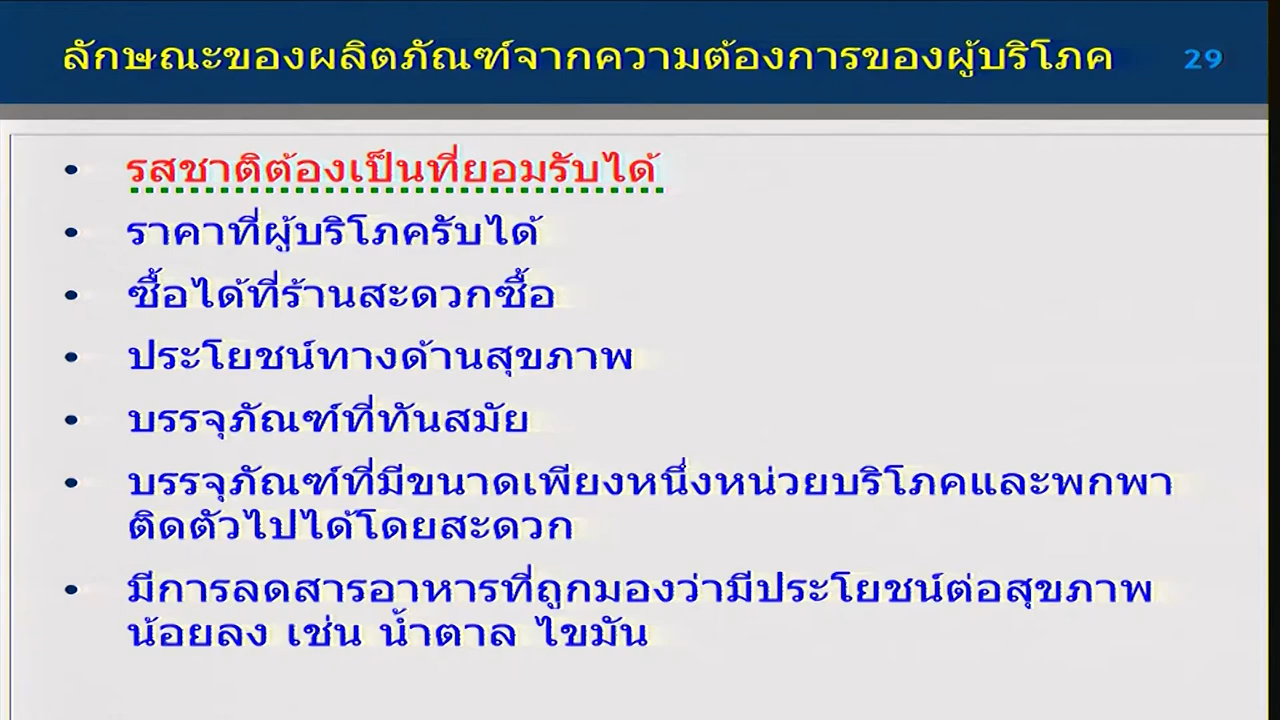 ลักษณะของผลิตภัณฑ์จากความต้องการของผู้บริโภค 29
• รสชาติต้องเป็นที่ยอมรับได้
• ราคาที่ผู้บริโภครับได้
• ซื้อได้ที่ร้านสะดวกซื้อ
• ประโยชน์ทางด้านสุขภาพ
• บรรจุภัณฑ์ที่ทันสมัย
• บรรจุภัณฑ์ที่มีขนาดเพียงหนึ่งหน่วยบริโภคและพกพา
ติดตัวไปได้โดยสะดวก
• มีการลดสารอาหารที่ถูกมองว่ามีประโยชน์ต่อสุขภาพ
น้อยลง เช่น น้ำตาล ไขมัน